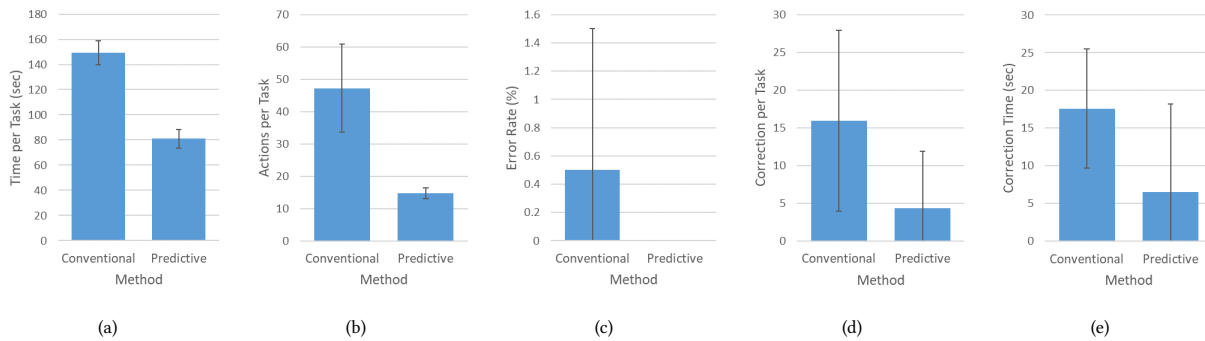 Time per Task (sec)
180
160
140
120
100
80
60
40
20
0
Conventional Predictive
Method
(a)
Actions per Task
70
60
50
40
30
20
10
0
Conventional Predictive
Method
(b)
Error Rate (%)
1.6
1.4
1.2
1
0.8
0.6
0.4
0.2
0
Conventional Predictive
Method
(c)
Correction per Task
30
25
20
15
10
5
0
Conventional Predictive
Method
(d)
Correction Time (sec)
30
25
20
15
10
5
0
Conventional Predictive
Method
(e)